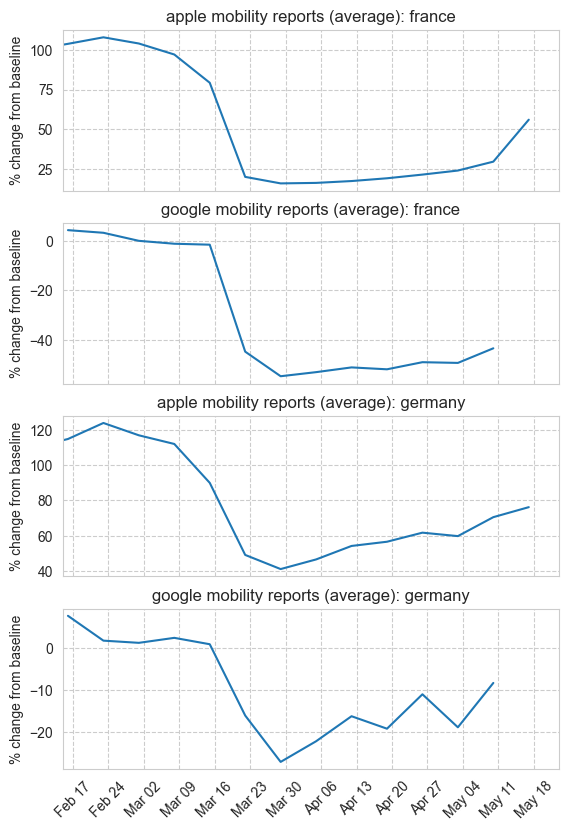 apple mobility reports (average): france
% change from baseline
100
75
50
25
google mobility reports (average): france
% change from baseline
0
−20
−40
apple mobility reports (average): germany
% change from baseline
120
100
80
60
40
google mobility reports (average): germany
% change from baseline
0
−10
−20
Feb 17
Feb 24
Mar 02
Mar 09
Mar 16
Mar 23
Mar 30
Apr 06
Apr 13
Apr 20
Apr 27
May 04
May 11
May 18